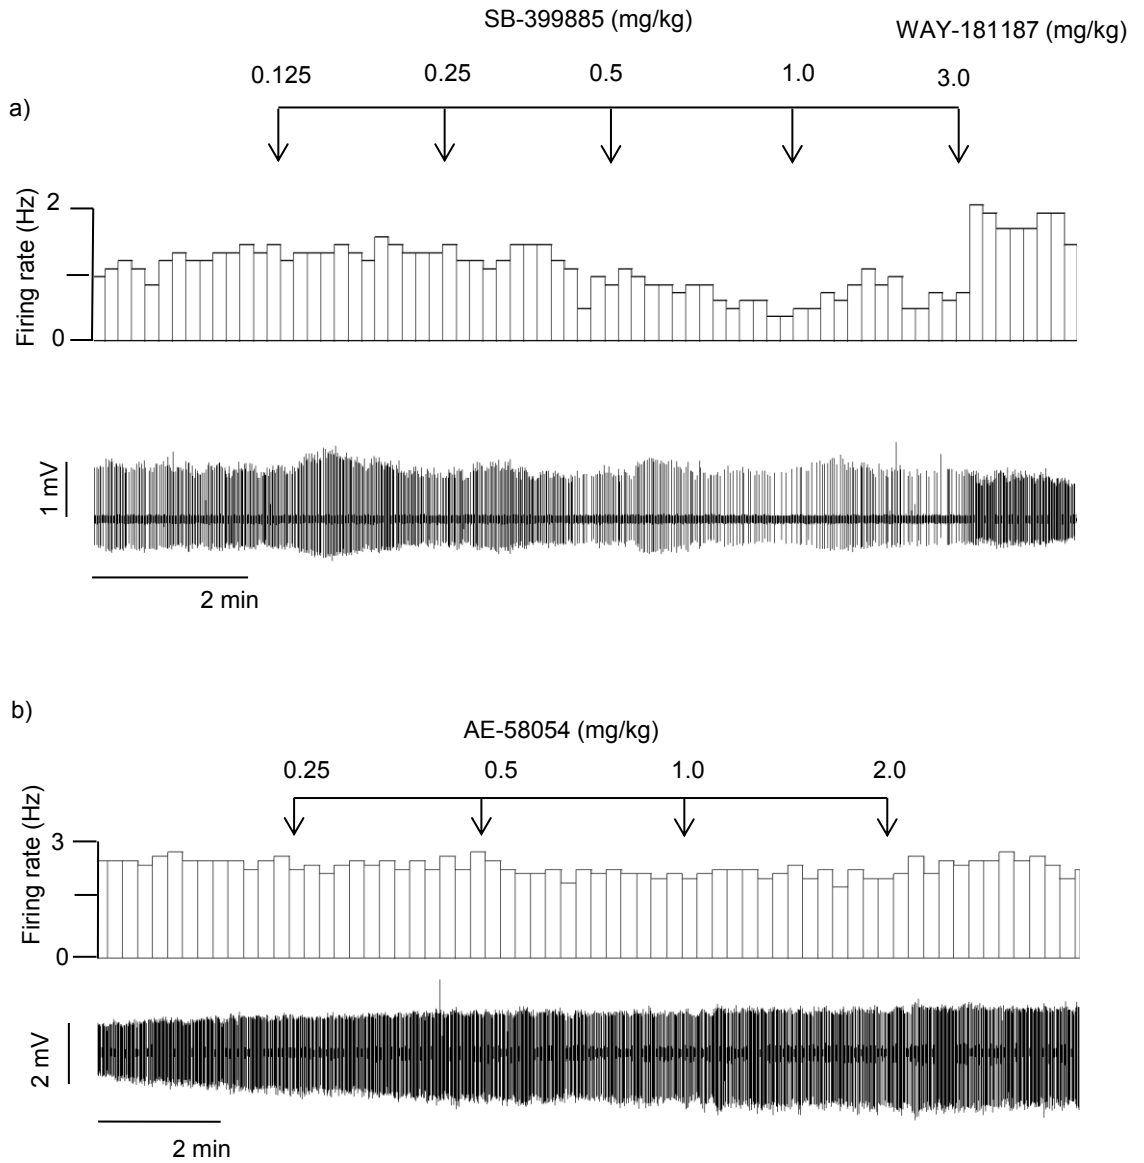 SB-399885 (mg/kg)
WAY-181187 (mg/kg)
0.125 0.25 0.5 1.0 3.0
a)
2
0
Firing rate (Hz)
1 mV
2 min
b)
AE-58054 (mg/kg)
0.25 0.5 1.0 2.0
3
0
Firing rate (Hz)
2 mV
2 min